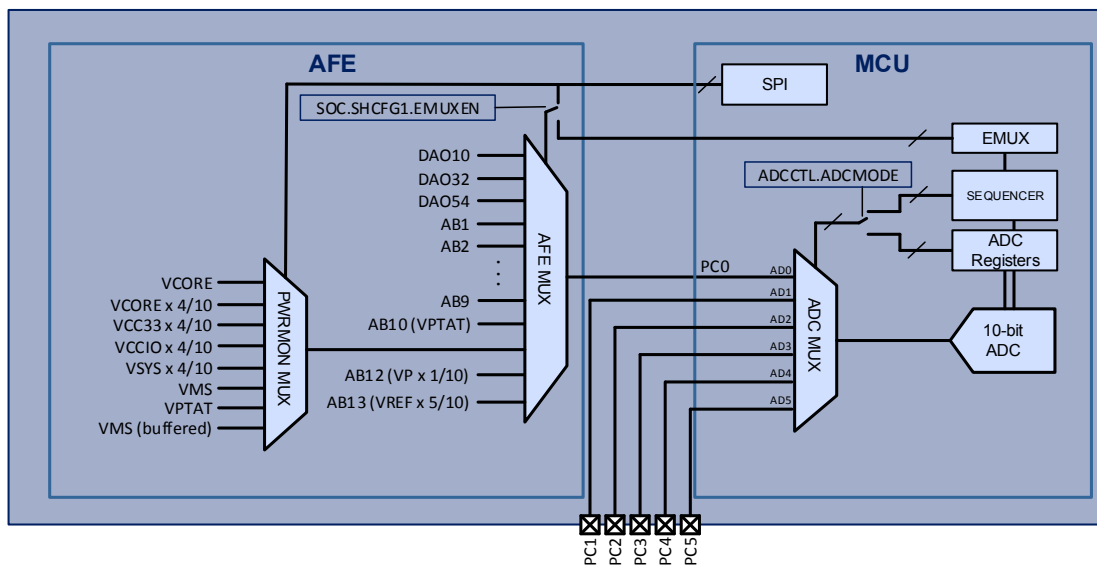 AFE
MCU
SPI
SOC.SHCFG1.EMUXEN
EMUX
DAO10
DAO32
DAO54
AB1
AB2
AB9
AB10 (VPTAT)
AB12 (VP x 1/10)
AB13 (VREF x 5/10)
AFE MUX
ADCCTL.ADCMODE
SEQUENCER
ADC
Registers
PC0
AD0
AD1
AD2
AD3
AD4
AD5
ADC MUX
10-bit
ADC
VCORE
VCORE x 4/10
VCC33 x 4/10
VCCIO x 4/10
VSYS x 4/10
VMS
VPTAT
VMS (buffered)
PWRMON MUX
PC1
PC2
PC3
PC4
PC5